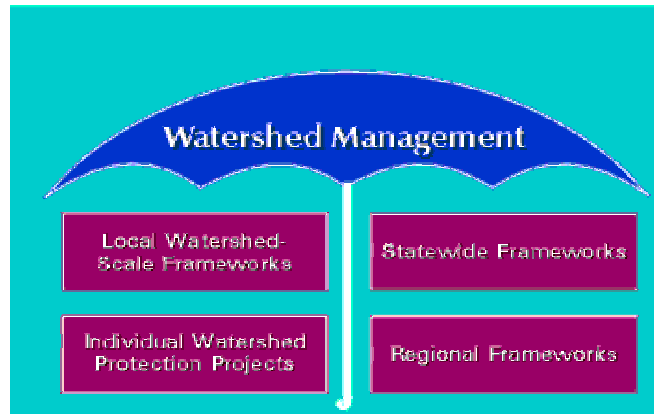 Watershed Management
Local Watershed-
Scale Frameworks
Statewide Frameworks
Individual Watershed
Protection Projects
Regional Frameworks